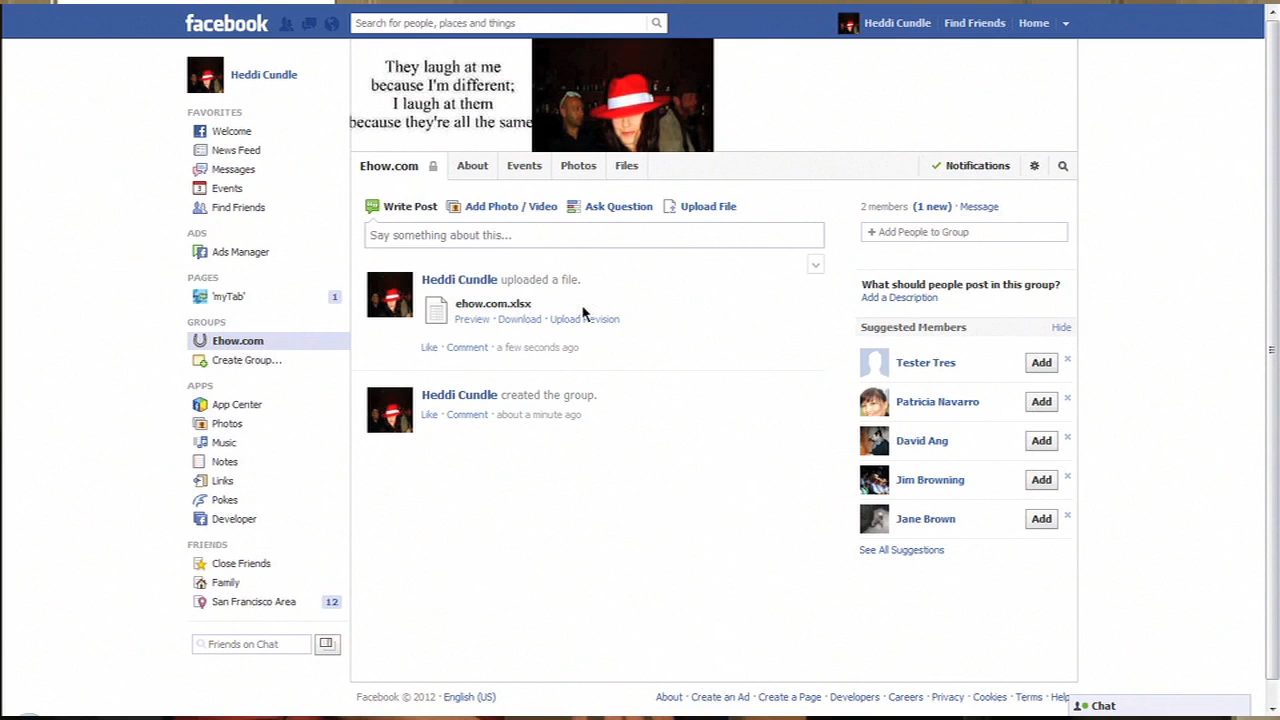 facebook
Search for people, places and things
Heddi Cundle
Find Friends
Home
Heddi Cundle
FAVORITES
Welcome
News Feed
Messages
Events
Find Friends
ADS
Ads Manager
PAGES
'myTab'
1
GROUPS
Ehow.com
Create Group...
APPS
App Center
Photos
Music
Notes
Links
Pokes
Developer
FRIENDS
Close Friends
Family
San Francisco Area
12
Friends on Chat
They laugh at me
because I'm different;
I laugh at them
because they're all the same
Ehow.com
About
Events
Photos
Files
Notifications
Write Post
Add Photo / Video
Ask Question
Upload File
Say something about this...
Heddi Cundle uploaded a file.
ehow.com.xlsx
Preview · Download · Upload Revision
Like · Comment · a few seconds ago
Heddi Cundle created the group.
Like · Comment · about a minute ago
2 members (1 new) · Message
+ Add People to Group
What should people post in this group?
Add a Description
Suggested Members
Hide
Tester Tres
Add
Patricia Navarro
Add
David Ang
Add
Jim Browning
Add
Jane Brown
Add
See All Suggestions
Facebook © 2012 · English (US)
About · Create an Ad · Create a Page · Developers · Careers · Privacy · Cookies · Terms · Help
Chat